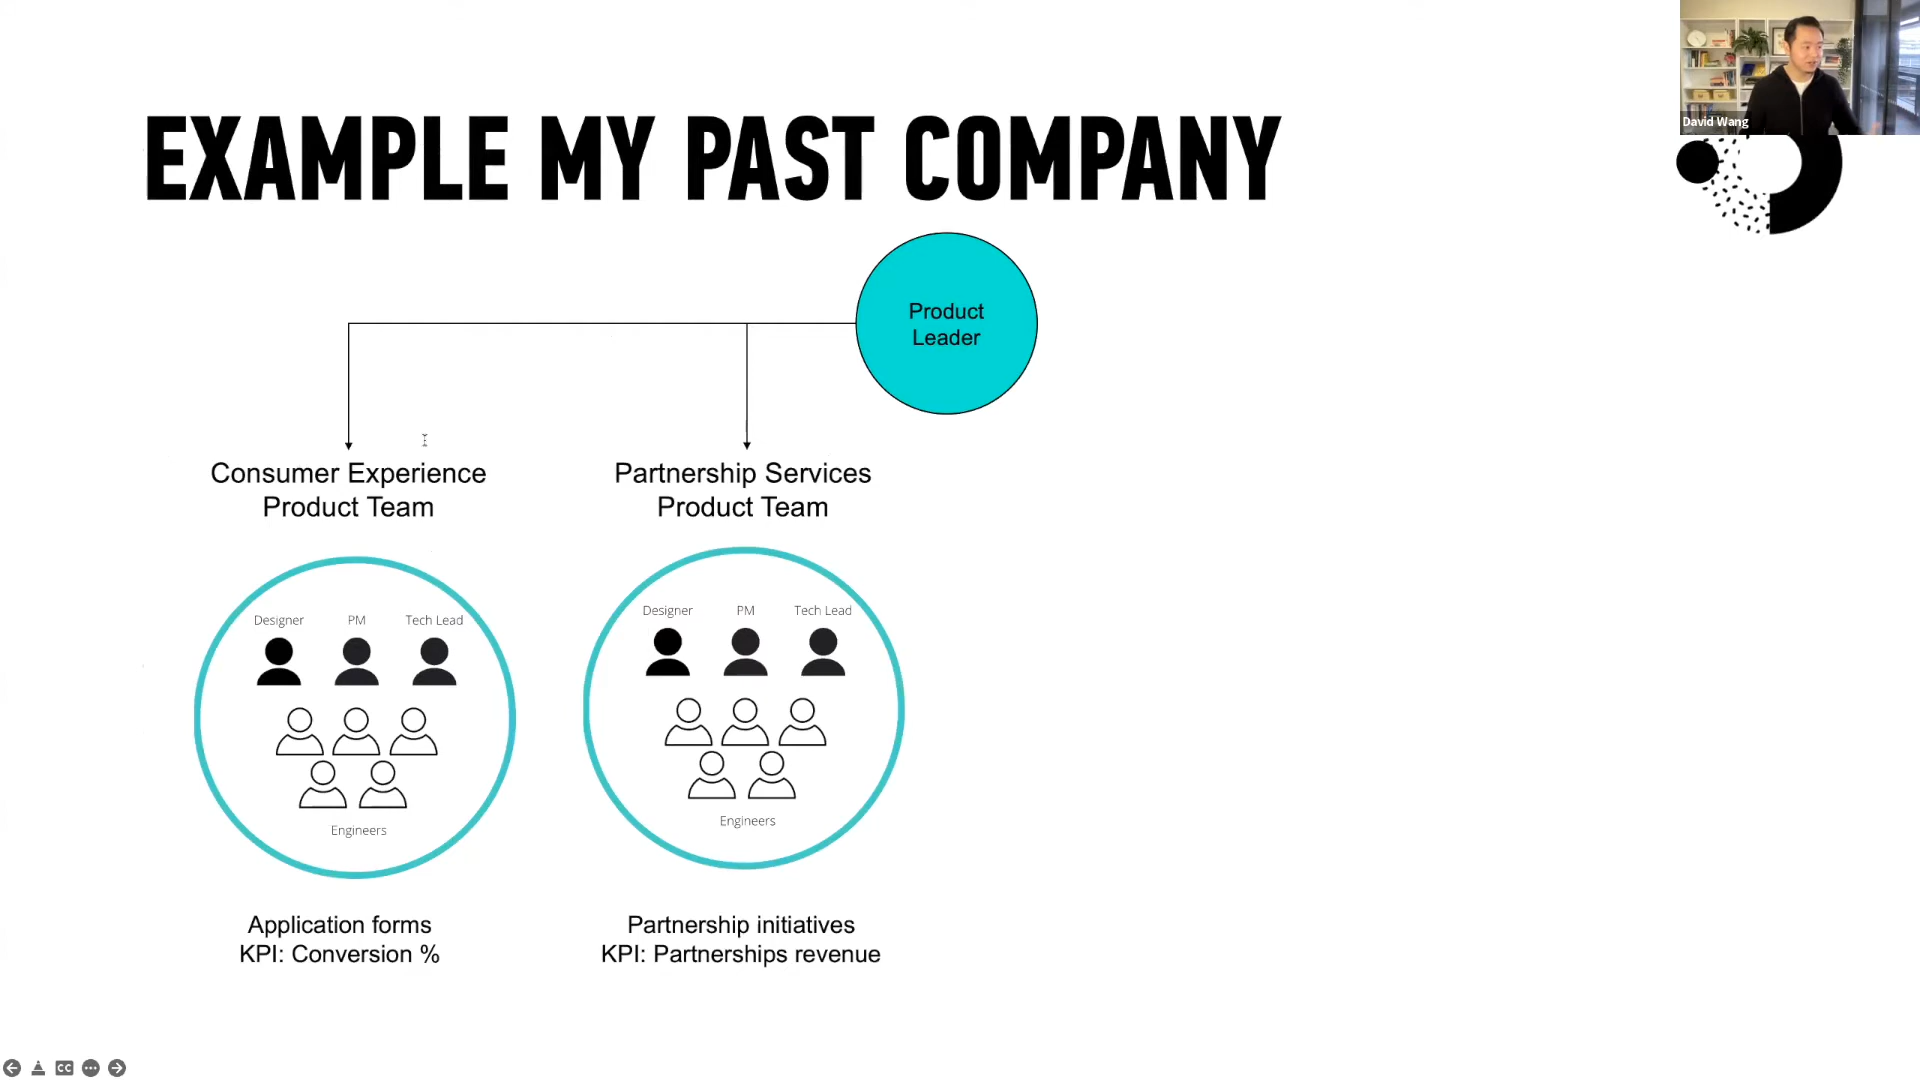 David Wang
EXAMPLE MY PAST COMPANY
Product
Leader
Consumer Experience
Product Team
Partnership Services
Product Team
Designer
PM
Tech Lead
Engineers
Designer
PM
Tech Lead
Engineers
Application forms
KPI: Conversion %
Partnership initiatives
KPI: Partnerships revenue
CC